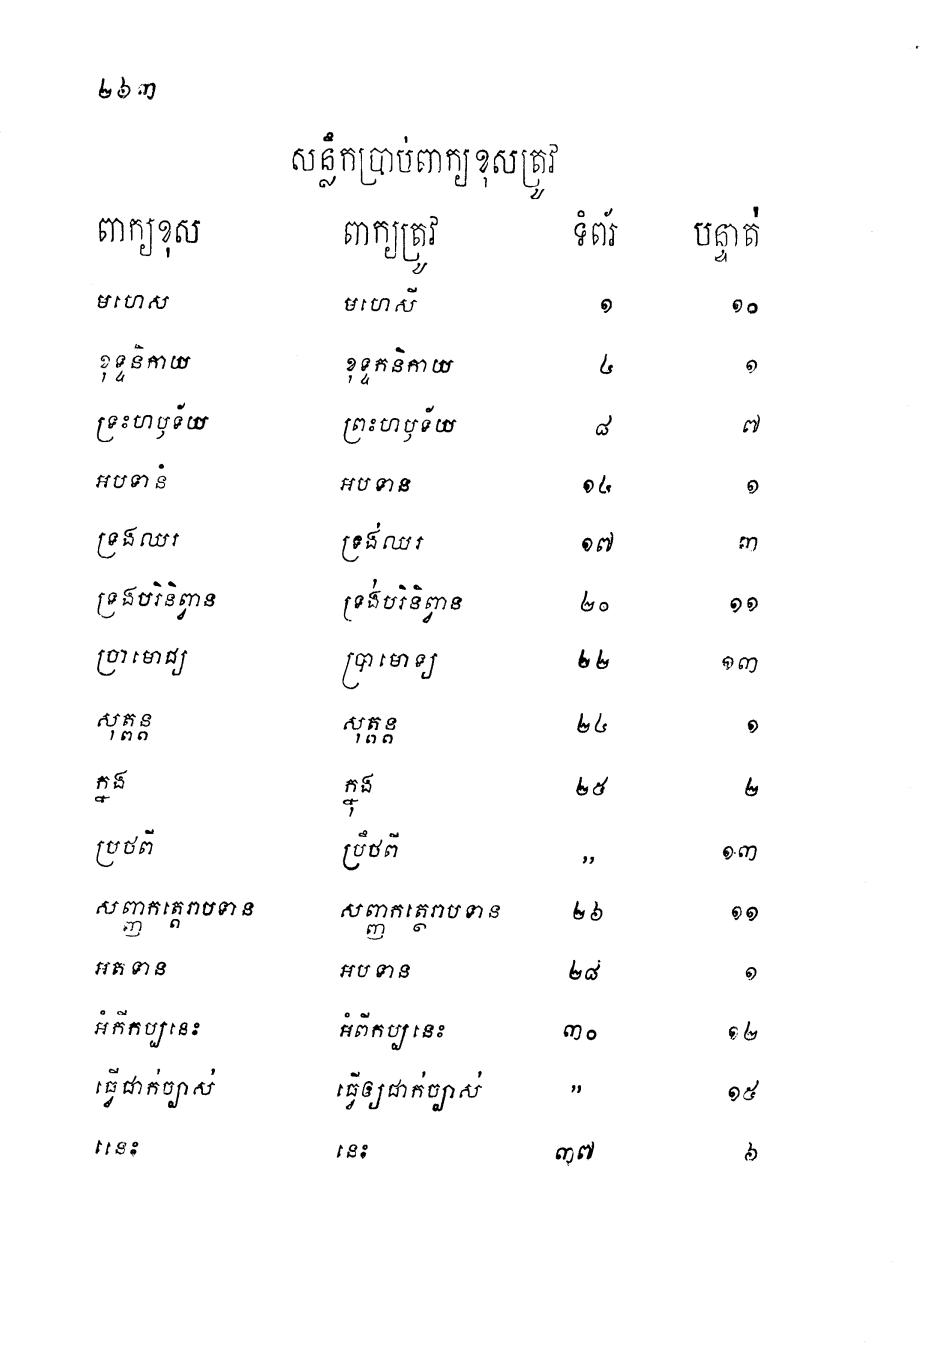 ២៦៣
សន្លឹកប្រាប់ពាក្យខុសត្រូវ
ពាក្យខុស ពាក្យត្រូវ ទំព័រ បន្ទាត់
មហេស មហេសី ១ ១០
ខុទ្ទនិកាយ ខុទ្ទកនិកាយ ៤ ១
ទ្រះហឫទ័យ ព្រះហឫទ័យ ៨ ៧
អបទាន់ អបទាន ១៤ ១
ទ្រងឈរ ទ្រង់ឈរ ១៧ ៣
ទ្រងបរិនិព្វាន ទ្រង់បរិនិព្វាន ២០ ១១
ប្រាមោជ្យ ប្រាមោទ្យ ២២ ១៣
សុត្តន្ត សុត្តន្ត ២៤ ១
ក្នង ក្នុង ២៥ ២
ប្រថពី ប្រឹថពី ,, ១៣
សញ្ញកត្តេរាបទាន សញ្ញកត្ថេរាបទាន ២៦ ១១
អតទាន អបទាន ២៨ ១
អំកីកប្បនេះ អំពីកប្បនេះ ៣០ ១២
ធ្វើជាក់ច្បាស់ ធ្វើឲ្យជាក់ច្បាស់ ,, ១៥
នេះ ៣៧ ៦